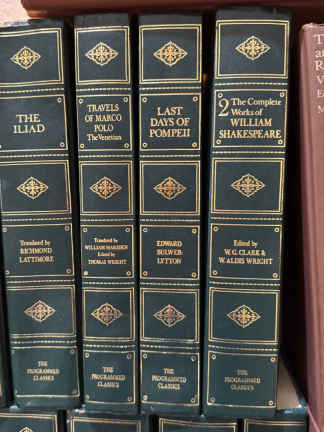 THE
ILIAD
Translated by
RICHMOND
LATTIMORE
THE
PROGRAMMED
CLASSICS
TRAVELS
OF MARCO
POLO
The Venetian
Translated by
WILLIAM MARSDEN
Edited by
THOMAS WRIGHT
THE
PROGRAMMED
CLASSICS
LAST
DAYS OF
POMPEII
EDWARD
BULWER-
LYTTON
THE
PROGRAMMED
CLASSICS
2 The Complete
Works of
WILLIAM
SHAKESPEARE
Edited by
W. G. CLARK &
W. ALDIS WRIGHT
THE
PROGRAMMED
CLASSICS